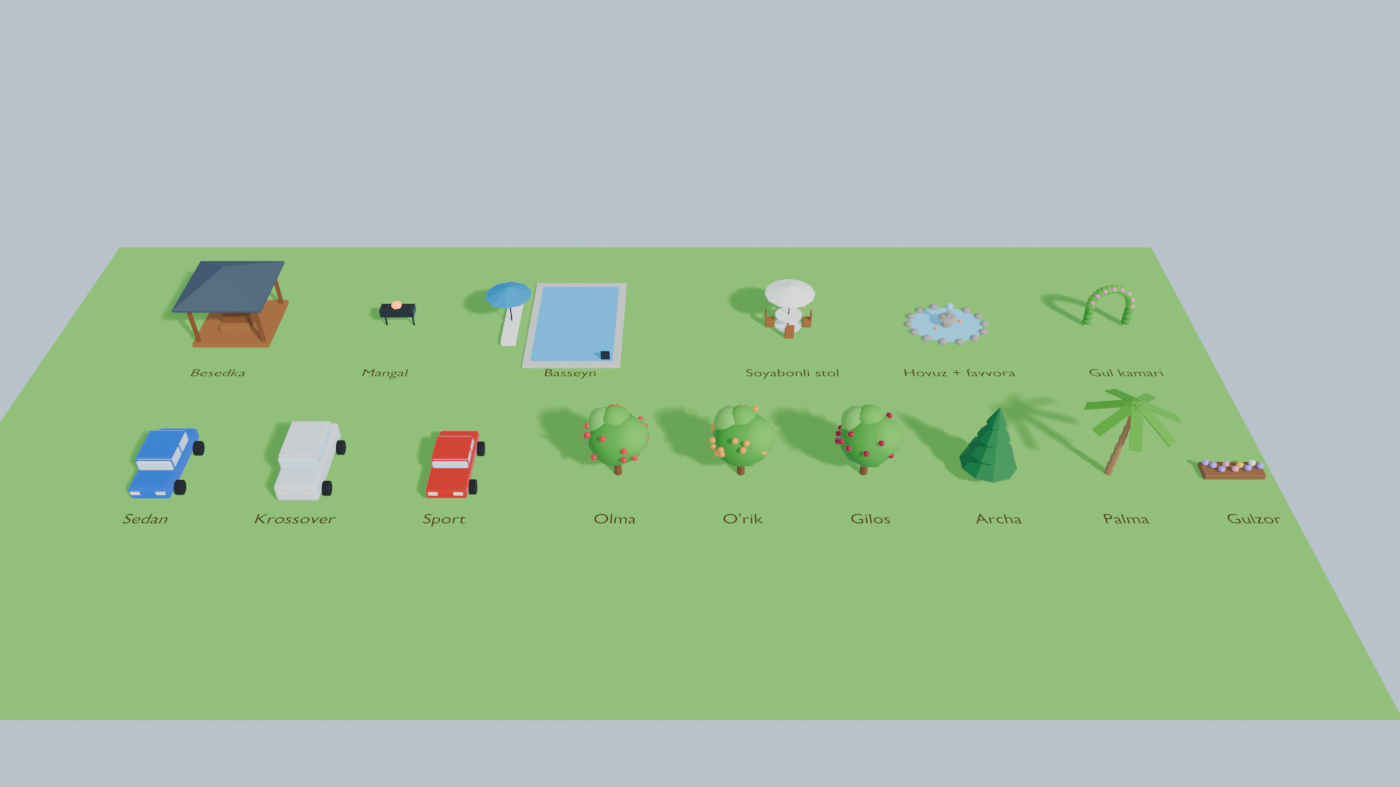 Besedka
Mangal
Basseyn
Soyabonli stol
Hovuz + favvora
Gul kamari
Sedan
Krossover
Sport
Olma
O'rik
Gilos
Archa
Palma
Gulzor